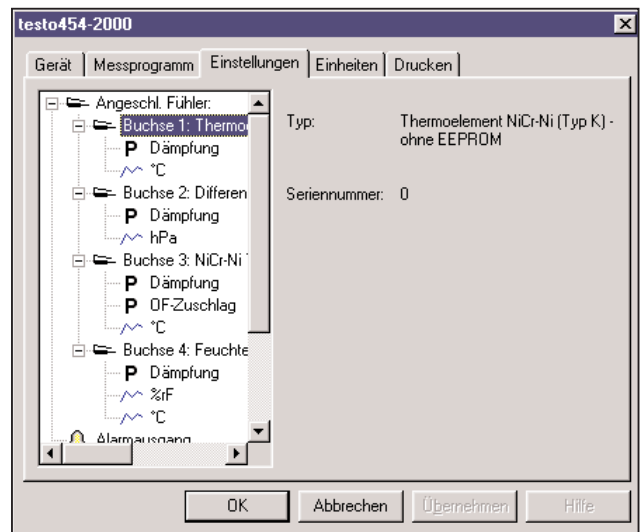 testo454-2000
Gerät Messprogramm Einstellungen Einheiten Drucken
Angeschl. Fühler:
Buchse 1: Thermo
P Dämpfung
°C
Buchse 2: Differen
P Dämpfung
hPa
Buchse 3: NiCr-Ni
P Dämpfung
P OF-Zuschlag
°C
Buchse 4: Feuchte
P Dämpfung
%rF
°C
Alarmausgang
Typ: Thermoelement NiCr-Ni (Typ K) -
ohne EEPROM
Seriennummer: 0
OK Abbrechen Übernehmen Hilfe